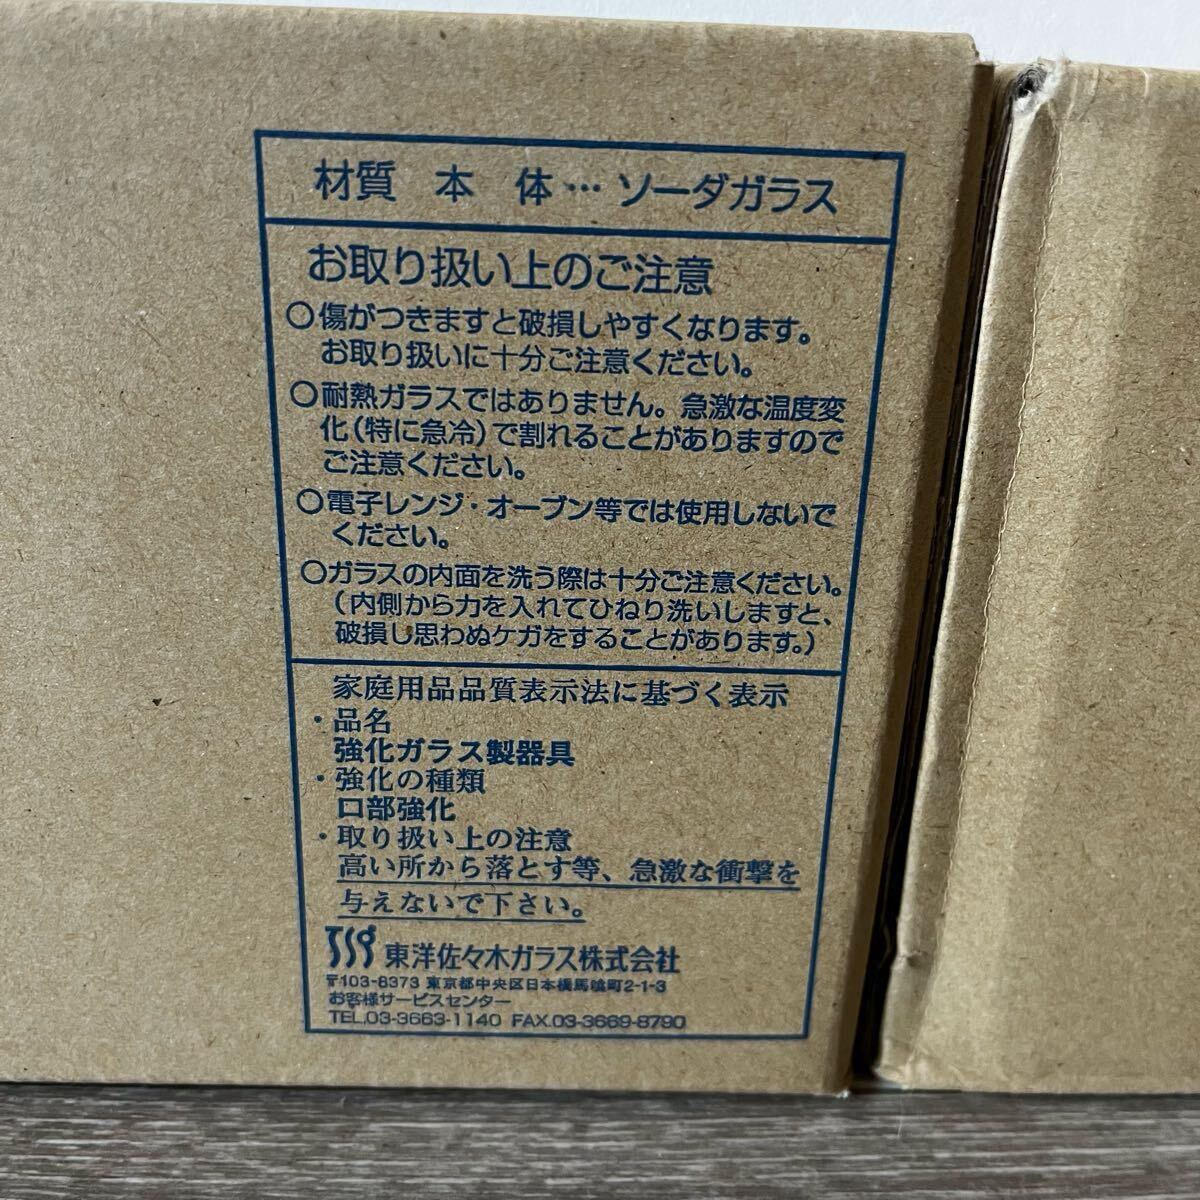 材質 本 体…ソーダガラス
お取り扱い上のご注意
○傷がつきますと破損しやすくなります。
お取り扱いに十分ご注意ください。
○耐熱ガラスではありません。急激な温度変
化(特に急冷)で割れることがありますので
ご注意ください。
○電子レンジ・オーブン等では使用しないで
ください。
○ガラスの内面を洗う際は十分ご注意ください。
(内側から力を入れてひねり洗いしますと、
破損し思わぬケガをすることがあります。)
家庭用品品質表示法に基づく表示
・品名
強化ガラス製器具
・強化の種類
口部強化
・取り扱い上の注意
高い所から落とす等、急激な衝撃を
与えないで下さい。
TSG 東洋佐々木ガラス株式会社
〒103-8373 東京都中央区日本橋馬喰町2-1-3
お客様サービスセンター
TEL.03-3663-1140 FAX.03-3669-8790